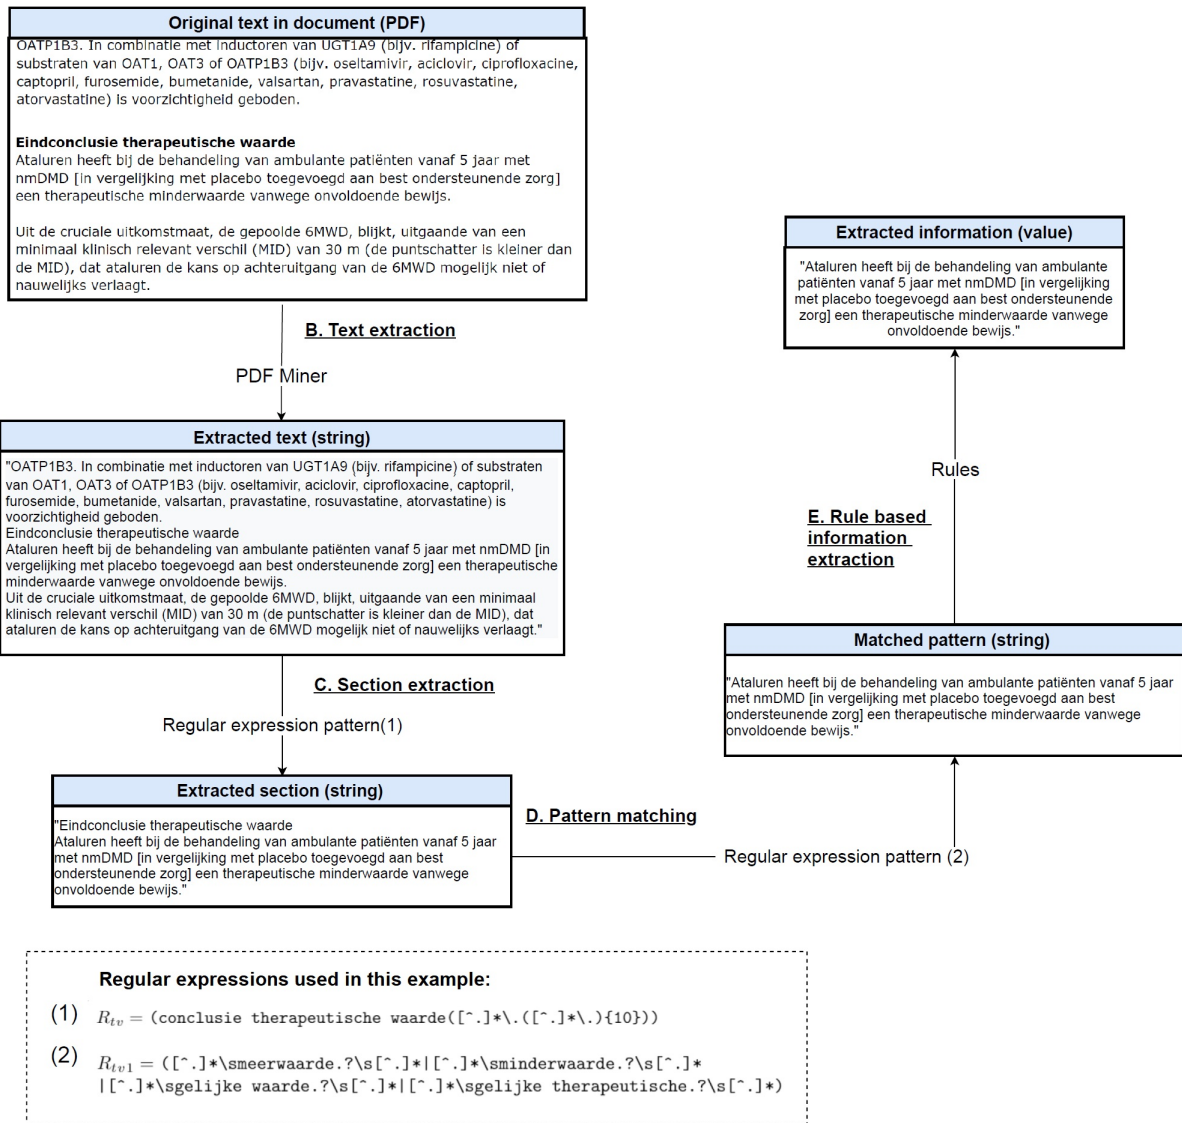 Original text in document (PDF)
OATP1B3. In combinatie met inductoren van UGT1A9 (bijv. rifampicine) of
substraten van OAT1, OAT3 of OATP1B3 (bijv. oseltamivir, aciclovir, ciprofloxacine,
captopril, furosemide, bumetanide, valsartan, pravastatine, rosuvastatine,
atorvastatine) is voorzichtigheid geboden.
Eindconclusie therapeutische waarde
Ataluren heeft bij de behandeling van ambulante patiënten vanaf 5 jaar met
nmDMD [in vergelijking met placebo toegevoegd aan best ondersteunende zorg]
een therapeutische minderwaarde vanwege onvoldoende bewijs.
Uit de cruciale uitkomstmaat, de gepoolde 6MWD, blijkt, uitgaande van een
minimaal klinisch relevant verschil (MID) van 30 m (de puntschatter is kleiner dan
de MID), dat ataluren de kans op achteruitgang van de 6MWD mogelijk niet of
nauwelijks verlaagt.
B. Text extraction
PDF Miner
Extracted text (string)
"OATP1B3. In combinatie met inductoren van UGT1A9 (bijv. rifampicine) of substraten
van OAT1, OAT3 of OATP1B3 (bijv. oseltamivir, aciclovir, ciprofloxacine, captopril,
furosemide, bumetanide, valsartan, pravastatine, rosuvastatine, atorvastatine) is
voorzichtigheid geboden.
Eindconclusie therapeutische waarde
Ataluren heeft bij de behandeling van ambulante patiënten vanaf 5 jaar met nmDMD [in
vergelijking met placebo toegevoegd aan best ondersteunende zorg] een therapeutische
minderwaarde vanwege onvoldoende bewijs.
Uit de cruciale uitkomstmaat, de gepoolde 6MWD, blijkt, uitgaande van een minimaal
klinisch relevant verschil (MID) van 30 m (de puntschatter is kleiner dan de MID), dat
ataluren de kans op achteruitgang van de 6MWD mogelijk niet of nauwelijks verlaagt."
C. Section extraction
Regular expression pattern(1)
Extracted section (string)
"Eindconclusie therapeutische waarde
Ataluren heeft bij de behandeling van ambulante patiënten vanaf 5 jaar
met nmDMD [in vergelijking met placebo toegevoegd aan best
ondersteunende zorg] een therapeutische minderwaarde vanwege
onvoldoende bewijs."
D. Pattern matching
Regular expression pattern (2)
Matched pattern (string)
"Ataluren heeft bij de behandeling van ambulante patiënten vanaf 5 jaar
met nmDMD [in vergelijking met placebo toegevoegd aan best
ondersteunende zorg] een therapeutische minderwaarde vanwege
onvoldoende bewijs."
E. Rule based
information
extraction
Rules
Extracted information (value)
"Ataluren heeft bij de behandeling van ambulante
patiënten vanaf 5 jaar met nmDMD [in vergelijking
met placebo toegevoegd aan best ondersteunende
zorg] een therapeutische minderwaarde vanwege
onvoldoende bewijs."
Regular expressions used in this example:
(1) R_tv = (conclusie therapeutische waarde([^.]*\.([^.]*\.){10}))
(2) R_tv1 = ([^.]*\smeerwaarde.?\s[^.]*|[^.]*\sminderwaarde.?\s[^.]*
|[^.]*\sgelijke waarde.?\s[^.]*|[^.]*\sgelijke therapeutische.?\s[^.]*)